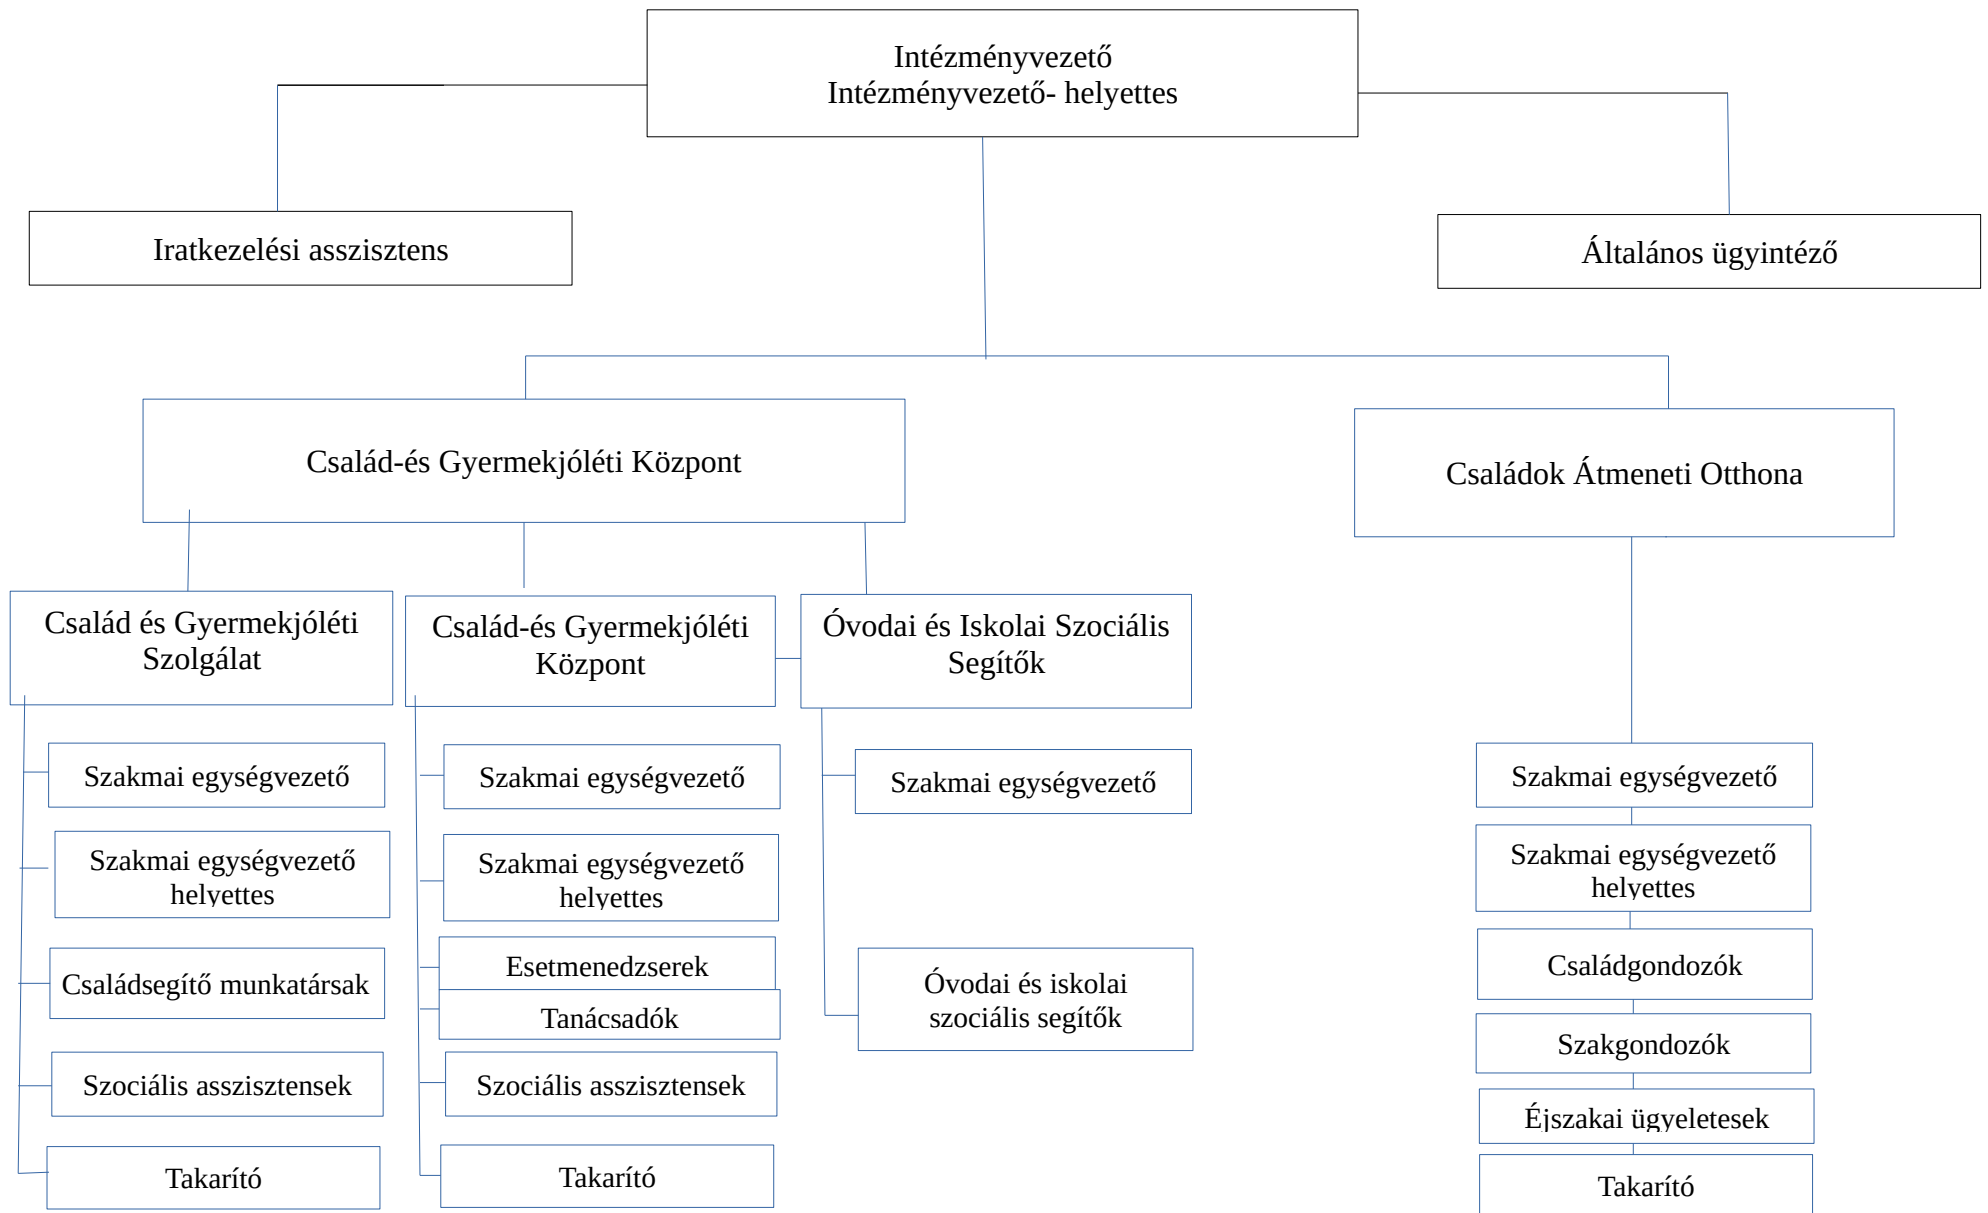 Intézményvezető
Intézményvezető- helyettes
Iratkezelési asszisztens
Általános ügyintéző
Család-és Gyermekjóléti Központ
Családok Átmeneti Otthona
Család és Gyermekjóléti
Szolgálat
Szakmai egységvezető
Szakmai egységvezető
helyettes
Családsegítő munkatársak
Szociális asszisztensek
Takarító
Család-és Gyermekjóléti
Központ
Szakmai egységvezető
Szakmai egységvezető
helyettes
Esetmenedzserek
Tanácsadók
Szociális asszisztensek
Takarító
Óvodai és Iskolai Szociális
Segítők
Szakmai egységvezető
Óvodai és iskolai
szociális segítők
Szakmai egységvezető
Szakmai egységvezető
helyettes
Családgondozók
Szakgondozók
Éjszakai ügyeletesek
Takarító